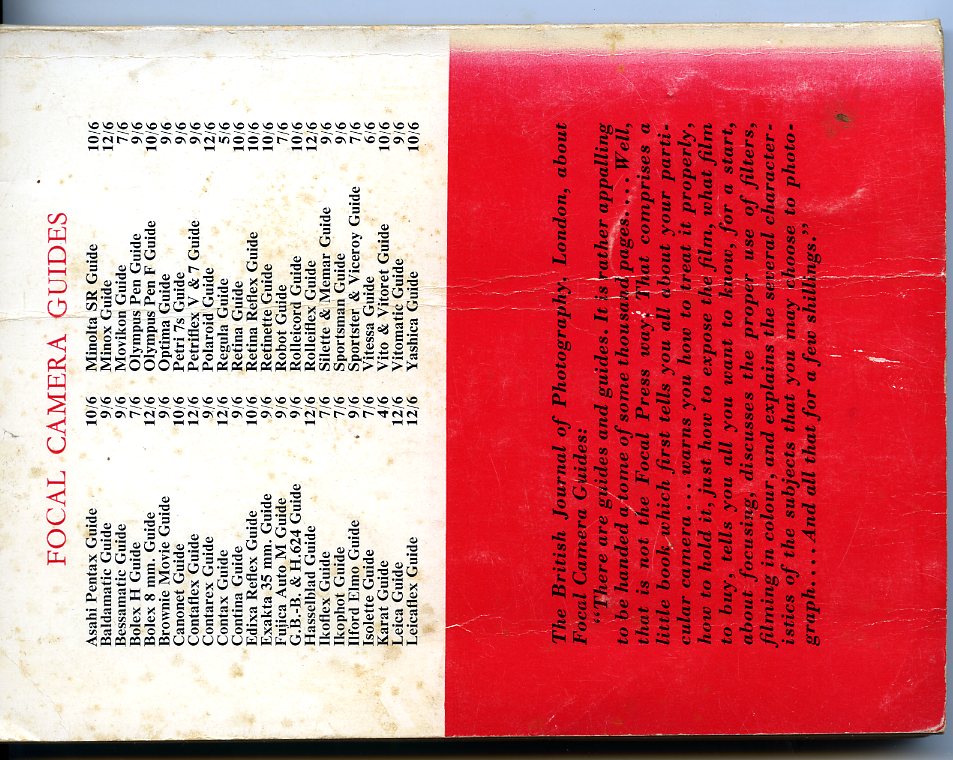 FOCAL CAMERA GUIDES
Asahi Pentax Guide 10/6
Baldamatic Guide 9/6
Bessamatic Guide 9/6
Bolex H Guide 7/6
Bolex 8 mm. Guide 12/6
Brownie Movie Guide 9/6
Canonet Guide 10/6
Contaflex Guide 12/6
Contarex Guide 9/6
Contax Guide 12/6
Contina Guide 9/6
Edixa Reflex Guide 10/6
Exakta 35 mm. Guide 9/6
Fujica Auto M Guide 9/6
G.B-B. & H.624 Guide 9/6
Hasselblad Guide 12/6
Ikoflex Guide 7/6
Ikophot Guide 7/6
Ilford Elmo Guide 9/6
Isolette Guide 7/6
Karat Guide 4/6
Leica Guide 12/6
Leicaflex Guide 12/6
Minolta SR Guide 10/6
Minox Guide 12/6
Movikon Guide 7/6
Olympus Pen Guide 9/6
Olympus Pen F Guide 10/6
Optima Guide 9/6
Petri 7s Guide 9/6
Periflex V & 7 Guide 9/6
Polaroid Guide 12/6
Regula Guide 5/6
Retina Guide 10/6
Retina Reflex Guide 10/6
Retinette Guide 10/6
Robot Guide 7/6
Rollicord Guide 10/6
Rolleiflex Guide 12/6
Silette & Memar Guide 9/6
Sportsman Guide 9/6
Sportster & Viceroy Guide 7/6
Vitessa Guide 6/6
Vito & Vitoret Guide 10/6
Vitomatic Guide 9/6
Yashica Guide 10/6
The British Journal of Photography, London, about
Focal Camera Guides:
“There are guides and guides. It is rather appalling
to be handed a tome of some thousand pages.... Well,
that is not the Focal Press way. That comprises a
little book which first tells you all about your parti-
cular camera... warns you how to treat it properly,
how to hold it, just how to expose the film, what film
to buy, tells you all you want to know, for a start,
about focusing, discusses the proper use of filters,
filming in colour, and explains the several character-
istics of the subjects that you may choose to photo-
graph.... And all that for a few shillings.”